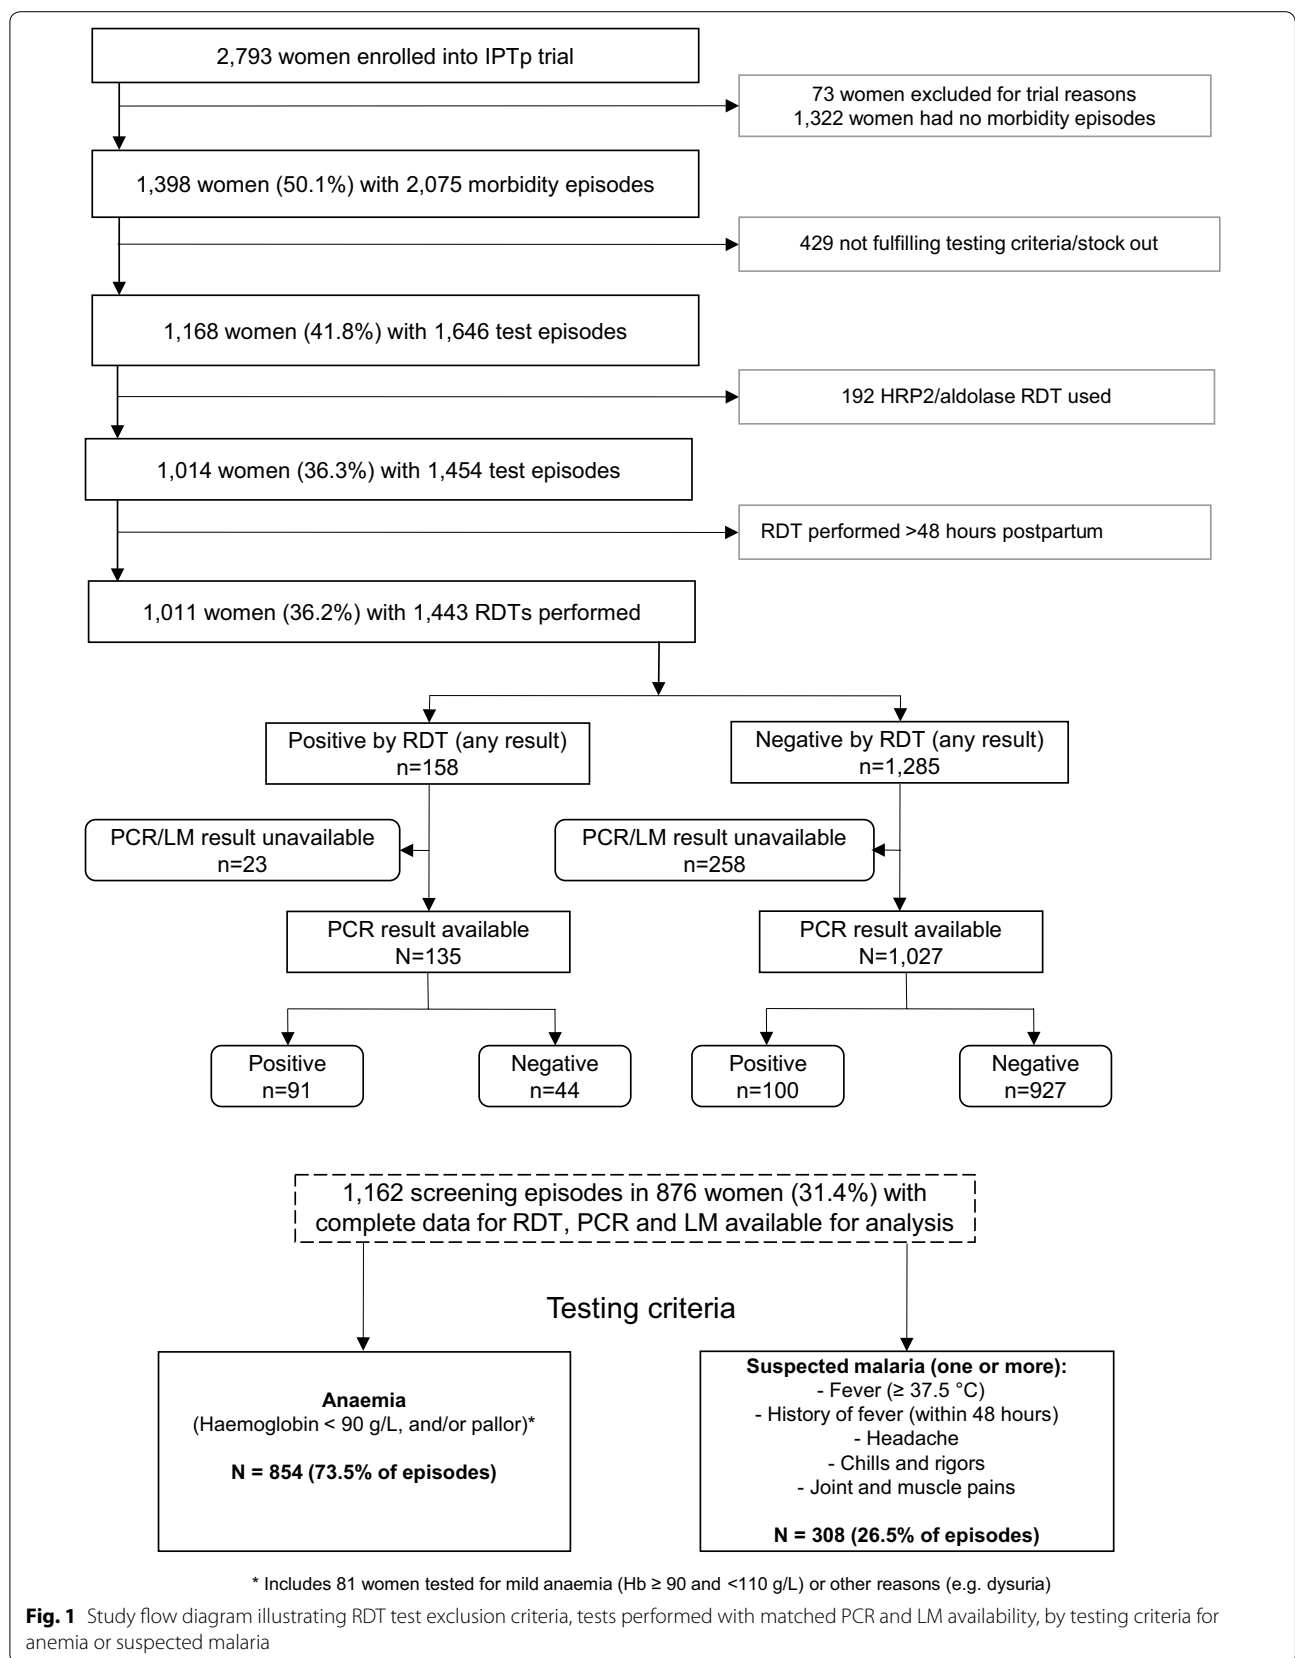 2,793 women enrolled into IPTp trial
73 women excluded for trial reasons
1,322 women had no morbidity episodes
1,398 women (50.1%) with 2,075 morbidity episodes
429 not fulfilling testing criteria/stock out
1,168 women (41.8%) with 1,646 test episodes
192 HRP2/aldolase RDT used
1,014 women (36.3%) with 1,454 test episodes
RDT performed >48 hours postpartum
1,011 women (36.2%) with 1,443 RDTs performed
Positive by RDT (any result)
n=158
Negative by RDT (any result)
n=1,285
PCR/LM result unavailable
n=23
PCR/LM result unavailable
n=258
PCR result available
N=135
PCR result available
N=1,027
Positive
n=91
Negative
n=44
Positive
n=100
Negative
n=927
1,162 screening episodes in 876 women (31.4%) with
complete data for RDT, PCR and LM available for analysis
Testing criteria
Anaemia
(Haemoglobin < 90 g/L, and/or pallor)*
N = 854 (73.5% of episodes)
Suspected malaria (one or more):
- Fever (≥ 37.5 °C)
- History of fever (within 48 hours)
- Headache
- Chills and rigors
- Joint and muscle pains
N = 308 (26.5% of episodes)
* Includes 81 women tested for mild anaemia (Hb ≥ 90 and <110 g/L) or other reasons (e.g. dysuria)
Fig. 1 Study flow diagram illustrating RDT test exclusion criteria, tests performed with matched PCR and LM availability, by testing criteria for
anemia or suspected malaria